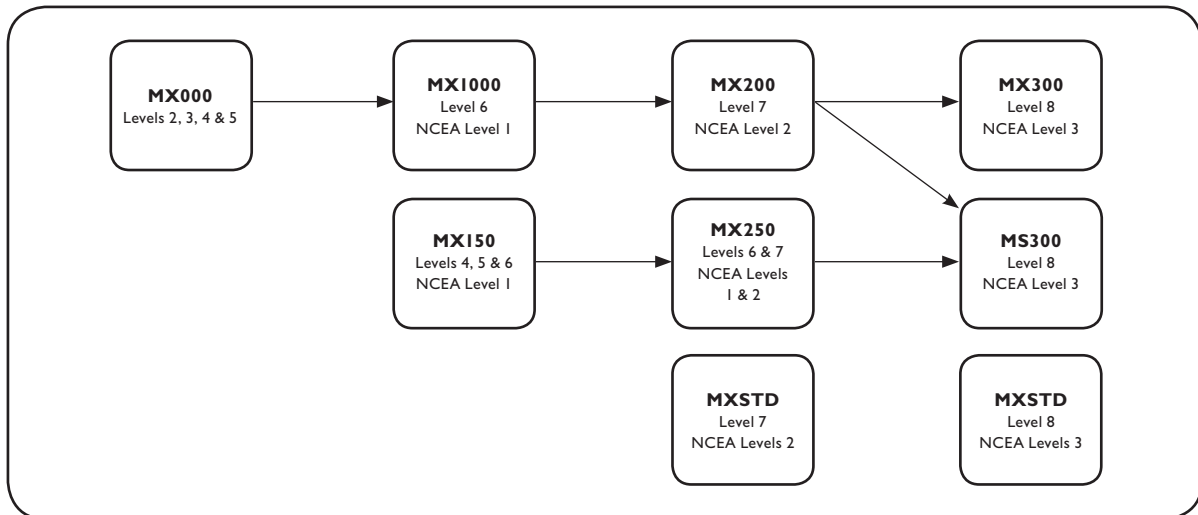 MX000
Levels 2, 3, 4 & 5
MX1000
Level 6
NCEA Level 1
MX200
Level 7
NCEA Level 2
MX300
Level 8
NCEA Level 3
MX150
Levels 4, 5 & 6
NCEA Level 1
MX250
Levels 6 & 7
NCEA Levels
1 & 2
MS300
Level 8
NCEA Level 3
MXSTD
Level 7
NCEA Levels 2
MXSTD
Level 8
NCEA Levels 3